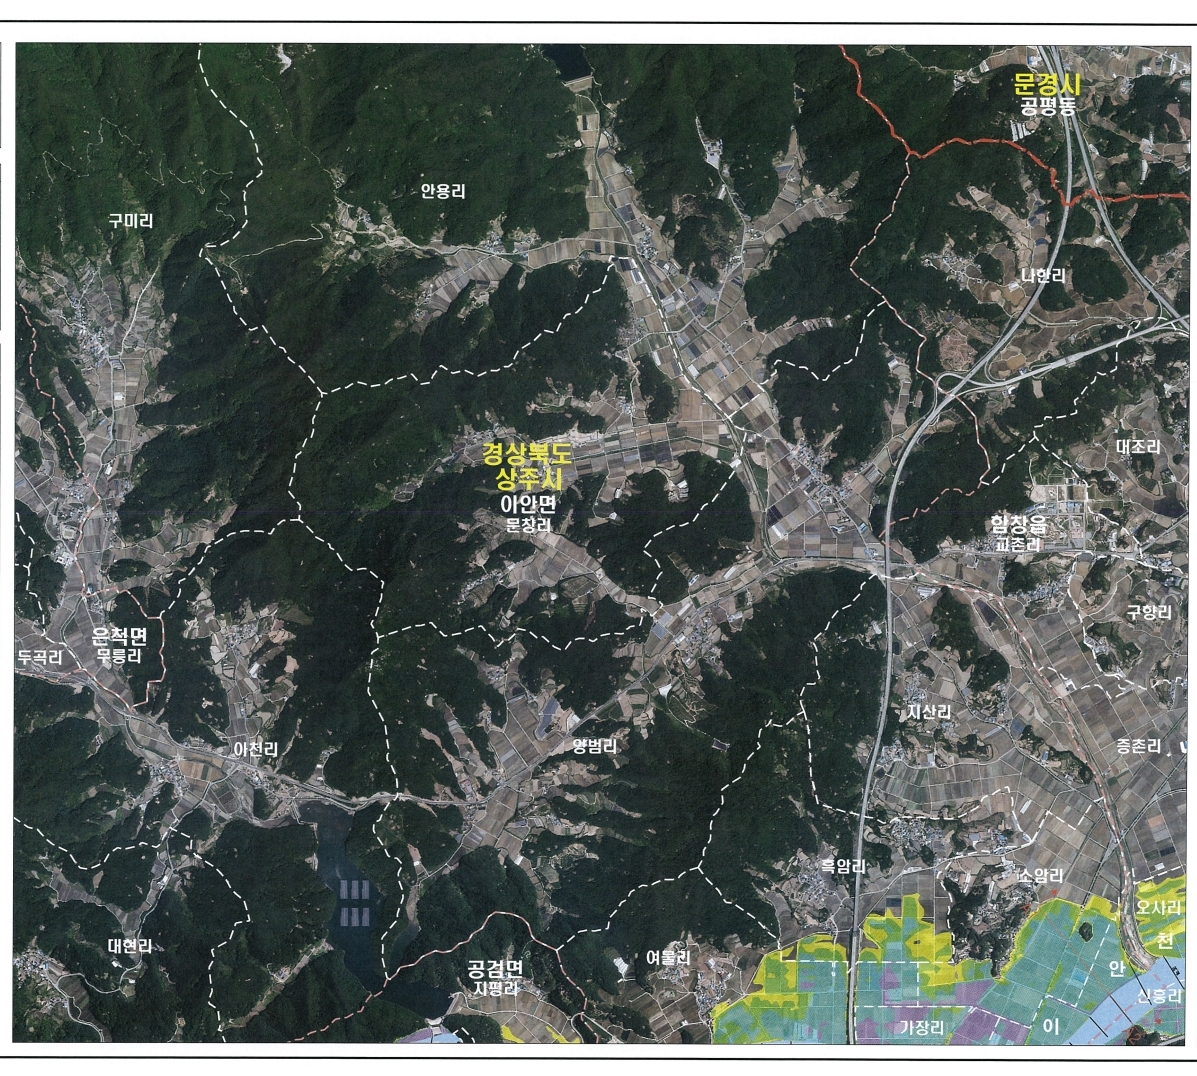 문경시
공평동
안용리
구미리
나한리
경상북도
상주시
이안면
문창리
대조리
함창읍
교촌리
구향리
은척면
무릉리
두곡리
지산리
아천리
양범리
증촌리
흑암리
소암리
오사리
천
대현리
공검면
지평리
여물리
안
신흥리
가장리
이